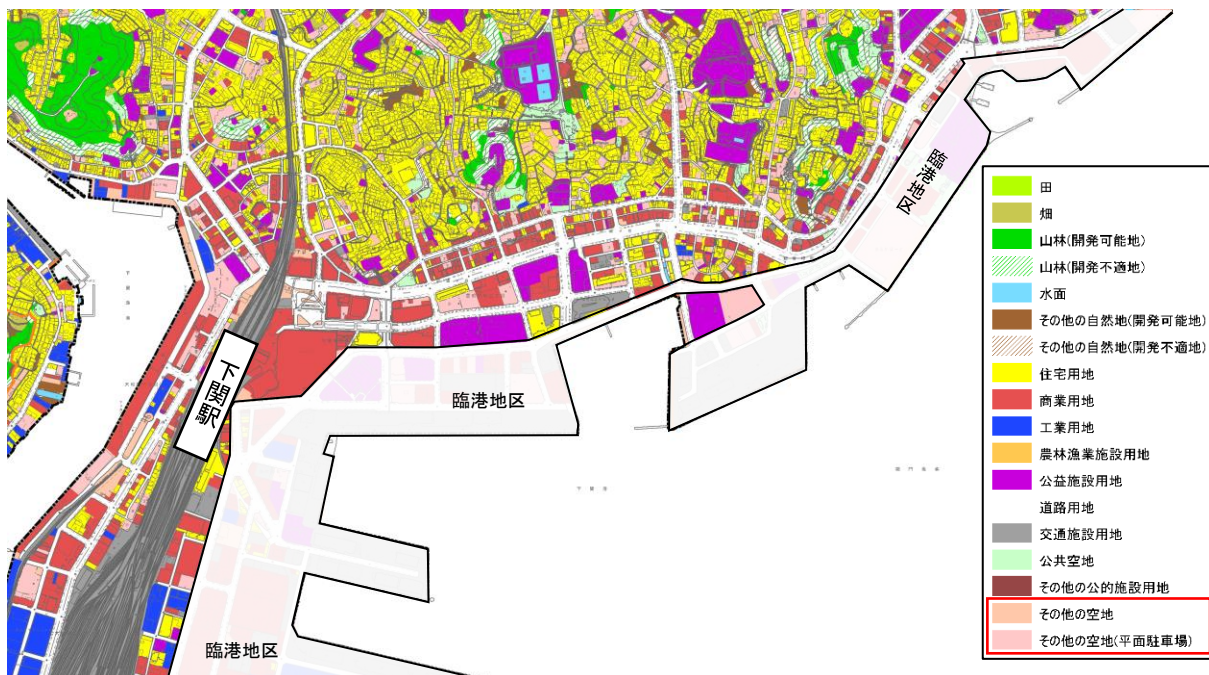 臨港地区
下関駅
臨港地区
臨港地区
田
畑
山林(開発可能地)
山林(開発不適地)
水面
その他の自然地(開発可能地)
その他の自然地(開発不適地)
住宅用地
商業用地
工業用地
農林漁業施設用地
公益施設用地
道路用地
交通施設用地
公共空地
その他の公的施設用地
その他の空地
その他の空地(平面駐車場)